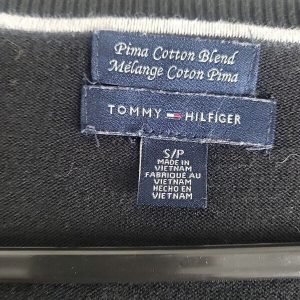 Pima Cotton Blend
Mélange Coton Pima
TOMMY HILFIGER
S/P
MADE IN
VIETNAM
FABRIQUÉ AU
VIETNAM
HECHO EN
VIETNAM